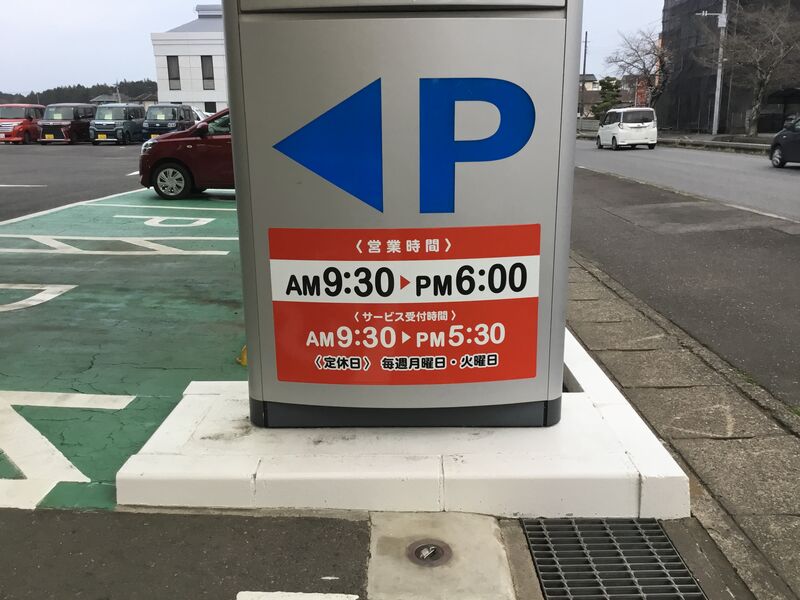 P
〈営業時間〉
AM9:30▶PM6:00
〈サービス受付時間〉
AM9:30▶PM5:30
〈定休日〉 毎週月曜日・火曜日
P